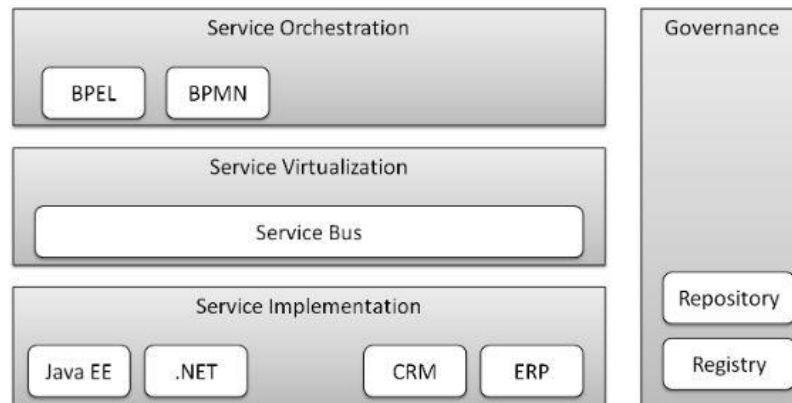 Service Orchestration
BPEL
BPMN
Service Virtualization
Service Bus
Service Implementation
Java EE
.NET
CRM
ERP
Governance
Repository
Registry